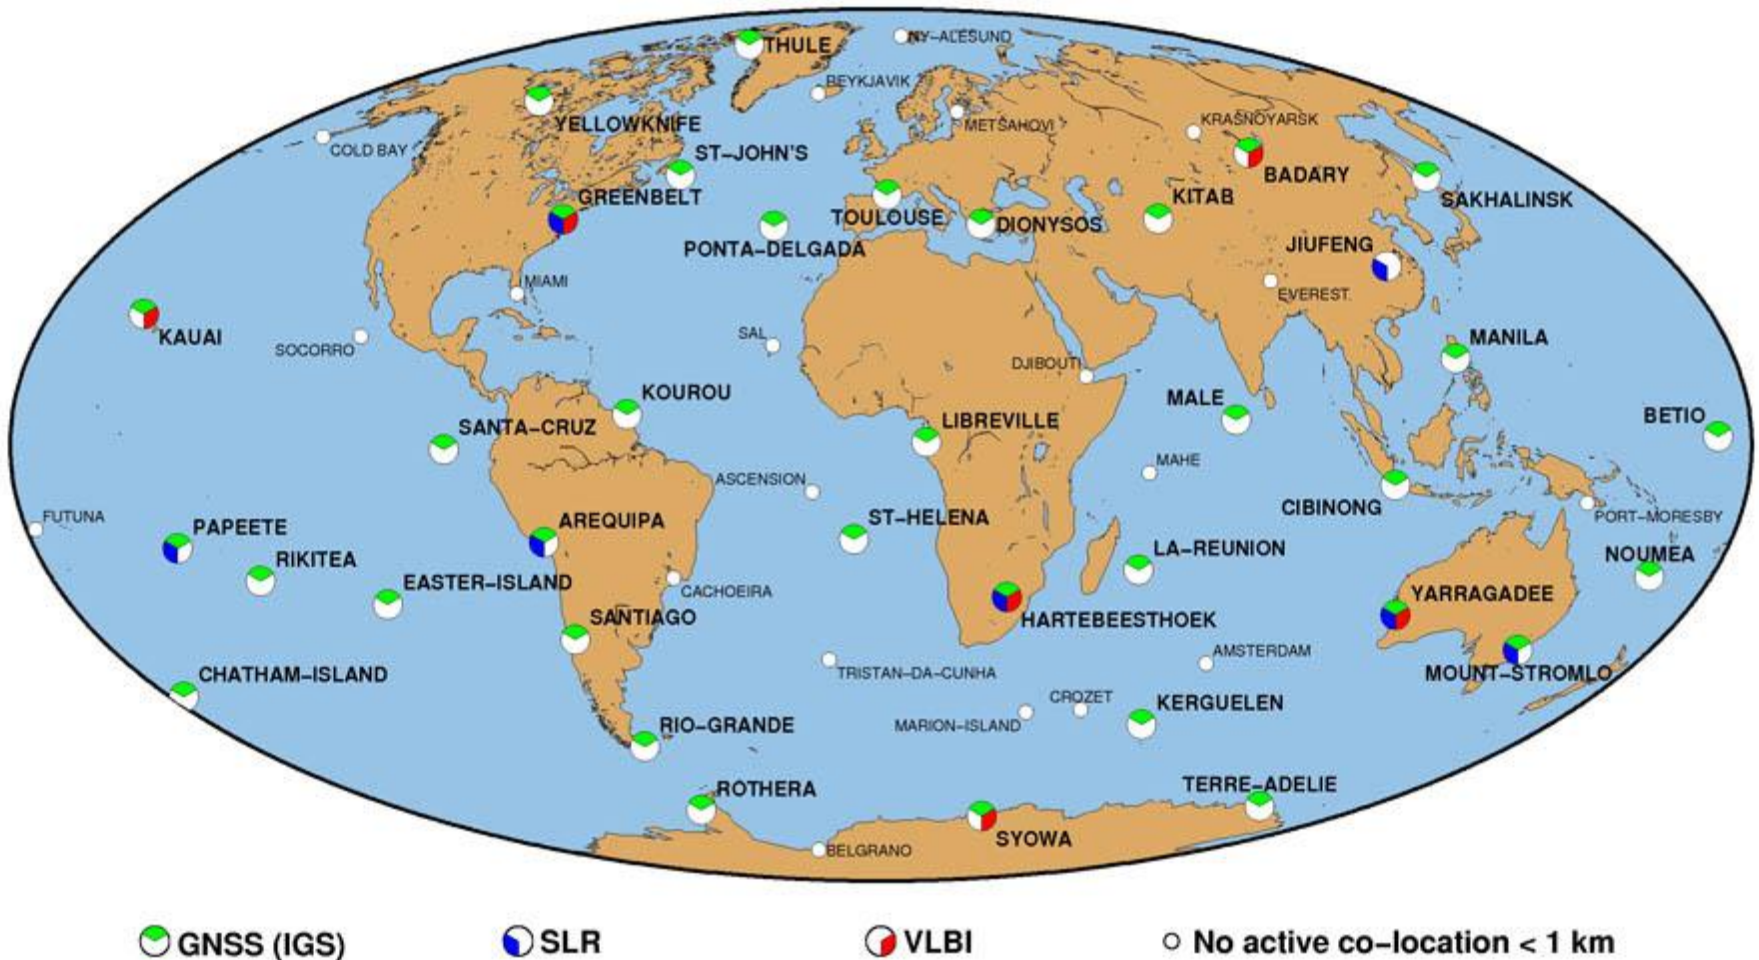 THULE
NY-ALESUND
REYKJAVIK
YELLOWKNIFE
METSAHOVI
KRASNOYARSK
COLD BAY
ST-JOHN'S
BADARY
GREENBELT
KITAB
SAKHALINSK
TOULOUSE
DIONYSOS
PONTA-DELGADA
JIUFENG
MIAMI
EVEREST
KAUAI
SOCORRO
SAL
MANILA
DJIBOUTI
KOUROU
MALE
SANTA-CRUZ
LIBREVILLE
BETIO
MAHE
ASCENSION
CIBINONG
FUTUNA
PAPEETE
AREQUIPA
ST-HELENA
PORT-MORESBY
RIKITEA
LA-REUNION
NOUMEA
EASTER-ISLAND
CACHOEIRA
YARRAGADEE
SANTIAGO
HARTEBEESTHOEK
AMSTERDAM
CHATHAM-ISLAND
TRISTAN-DA-CUNHA
MOUNT-STROMLO
CROZET
KERGUELEN
RIO-GRANDE
MARION-ISLAND
ROTHERA
TERRE-ADELIE
SYOWA
BELGRANO
GNSS (IGS)
SLR
VLBI
No active co-location < 1 km